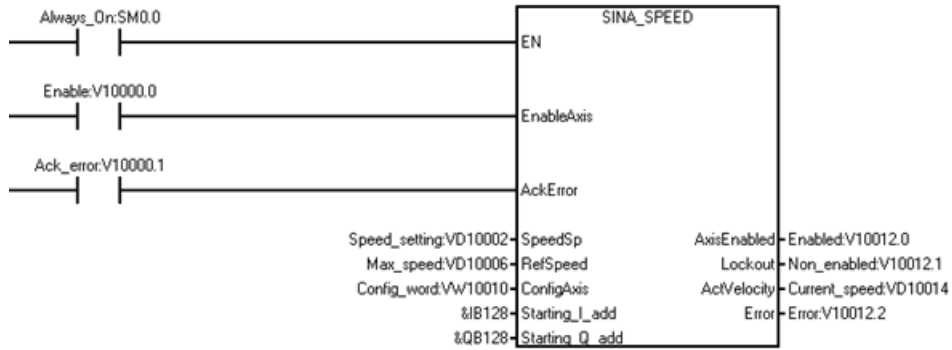 Always_On:SM0.0
SINA_SPEED
EN
Enable:V10000.0
EnableAxis
Ack_error:V10000.1
AckError
Speed_setting:VD10002 SpeedSp AxisEnabled Enabled:V10012.0
Max_speed:VD10006 RefSpeed Lockout Non_enabled:V10012.1
Config_word:VW10010 ConfigAxis ActVelocity Current_speed:VD10014
&IB128 Starting_I_add Error Error:V10012.2
&QB128 Starting_Q_add